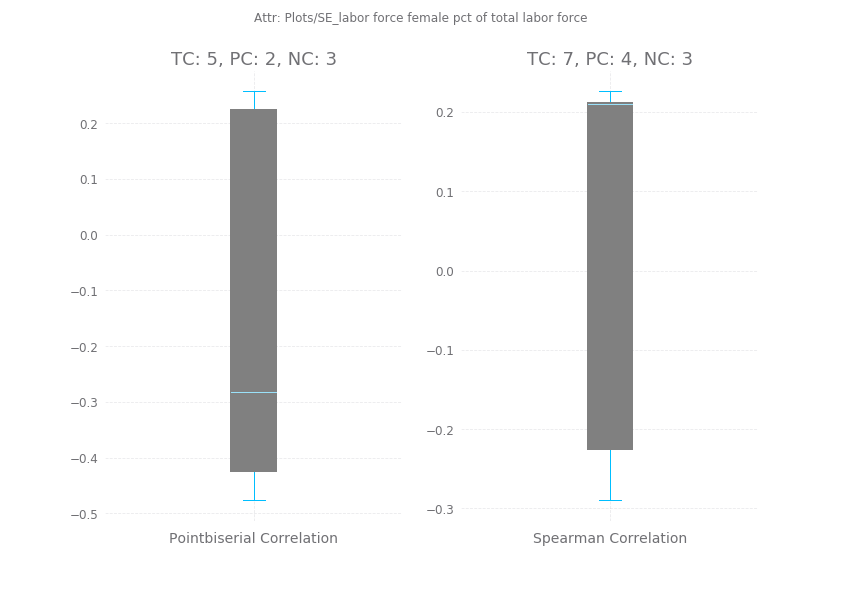 Attr: Plots/SE_labor force female pct of total labor force
TC: 5, PC: 2, NC: 3
0.2
0.1
0.0
−0.1
−0.2
−0.3
−0.4
−0.5
Pointbiserial Correlation
TC: 7, PC: 4, NC: 3
0.2
0.1
0.0
−0.1
−0.2
−0.3
Spearman Correlation